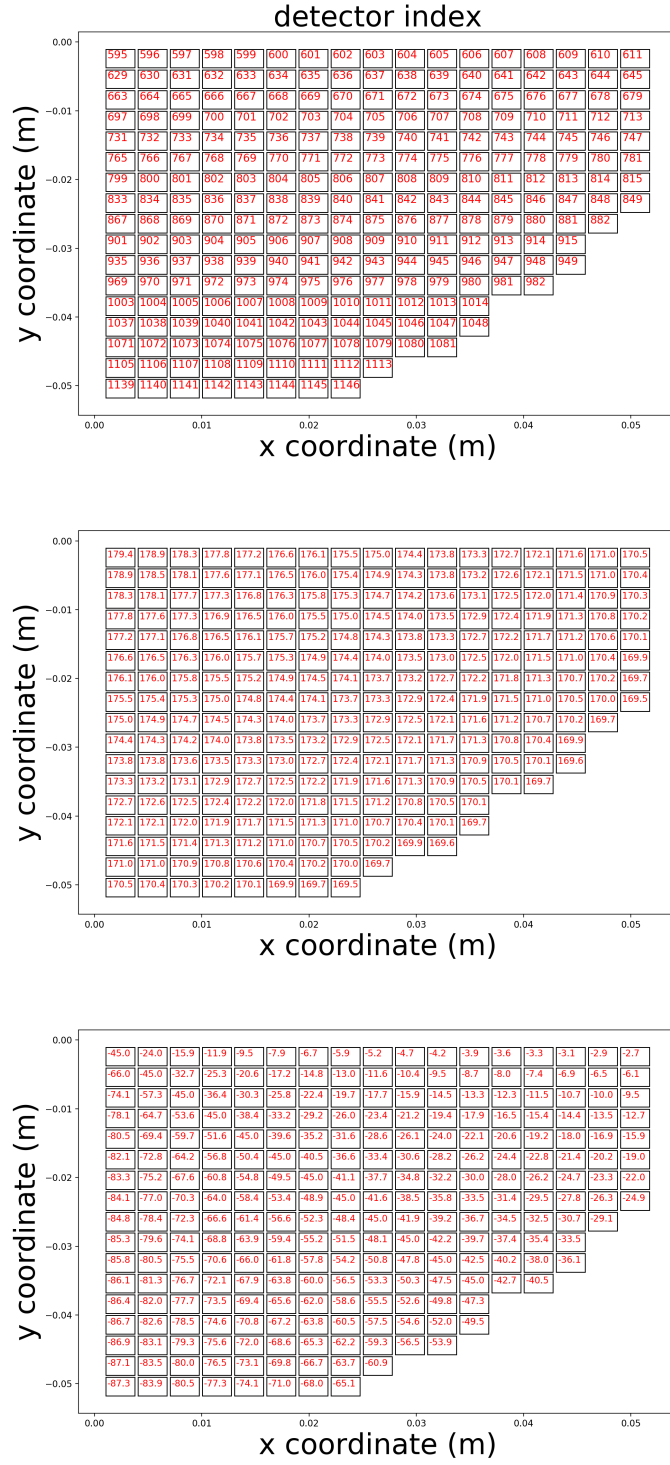 detector index
0.00
595 596 597 598 599 600 601 602 603 604 605 606 607 608 609 610 611
629 630 631 632 633 634 635 636 637 638 639 640 641 642 643 644 645
−0.01
663 664 665 666 667 668 669 670 671 672 673 674 675 676 677 678 679
697 698 699 700 701 702 703 704 705 706 707 708 709 710 711 712 713
731 732 733 734 735 736 737 738 739 740 741 742 743 744 745 746 747
765 766 767 768 769 770 771 772 773 774 775 776 777 778 779 780 781
−0.02
799 800 801 802 803 804 805 806 807 808 809 810 811 812 813 814 815
833 834 835 836 837 838 839 840 841 842 843 844 845 846 847 848 849
867 868 869 870 871 872 873 874 875 876 877 878 879 880 881 882
−0.03
901 902 903 904 905 906 907 908 909 910 911 912 913 914 915
935 936 937 938 939 940 941 942 943 944 945 946 947 948 949
969 970 971 972 973 974 975 976 977 978 979 980 981 982
1003 1004 1005 1006 1007 1008 1009 1010 1011 1012 1013 1014
−0.04
1037 1038 1039 1040 1041 1042 1043 1044 1045 1046 1047 1048
1071 1072 1073 1074 1075 1076 1077 1078 1079 1080 1081
1105 1106 1107 1108 1109 1110 1111 1112 1113
−0.05
1139 1140 1141 1142 1143 1144 1145 1146
y coordinate (m)
0.00 0.01 0.02 0.03 0.04 0.05
x coordinate (m)
0.00
179.4 178.9 178.3 177.8 177.2 176.6 176.1 175.5 175.0 174.4 173.8 173.3 172.7 172.1 171.6 171.0 170.5
178.9 178.5 178.1 177.6 177.1 176.5 176.0 175.4 174.9 174.3 173.8 173.2 172.6 172.1 171.5 171.0 170.4
−0.01
178.3 178.1 177.7 177.3 176.8 176.3 175.8 175.3 174.7 174.2 173.6 173.1 172.5 172.0 171.4 170.9 170.3
177.8 177.6 177.3 176.9 176.5 176.0 175.5 175.0 174.5 174.0 173.5 172.9 172.4 171.9 171.3 170.8 170.2
177.2 177.1 176.8 176.5 176.1 175.7 175.2 174.8 174.3 173.8 173.3 172.7 172.2 171.7 171.2 170.6 170.1
176.6 176.5 176.3 176.0 175.7 175.3 174.9 174.4 174.0 173.5 173.0 172.5 172.0 171.5 171.0 170.4 169.9
−0.02
176.1 176.0 175.8 175.5 175.2 174.9 174.5 174.1 173.7 173.2 172.7 172.2 171.8 171.3 170.7 170.2 169.7
175.5 175.4 175.3 175.0 174.8 174.4 174.1 173.7 173.3 172.9 172.4 171.9 171.5 171.0 170.5 170.0 169.5
175.0 174.9 174.7 174.5 174.3 174.0 173.7 173.3 172.9 172.5 172.1 171.6 171.2 170.7 170.2 169.7
−0.03
174.4 174.3 174.2 174.0 173.8 173.5 173.2 172.9 172.5 172.1 171.7 171.3 170.8 170.4 169.9
173.8 173.8 173.6 173.5 173.3 173.0 172.7 172.4 172.1 171.7 171.3 170.9 170.5 170.1 169.6
173.3 173.2 173.1 172.9 172.7 172.5 172.2 171.9 171.6 171.3 170.9 170.5 170.1 169.7
172.7 172.6 172.5 172.4 172.2 172.0 171.8 171.5 171.2 170.8 170.5 170.1
−0.04
172.1 172.1 172.0 171.9 171.7 171.5 171.3 171.0 170.7 170.4 170.1 169.7
171.6 171.5 171.4 171.3 171.2 171.0 170.7 170.5 170.2 169.9 169.6
171.0 171.0 170.9 170.8 170.6 170.4 170.2 170.0 169.7
−0.05
170.5 170.4 170.3 170.2 170.1 169.9 169.7 169.5
y coordinate (m)
0.00 0.01 0.02 0.03 0.04 0.05
x coordinate (m)
0.00
-45.0 -24.0 -15.9 -11.9 -9.5 -7.9 -6.7 -5.9 -5.2 -4.7 -4.2 -3.9 -3.6 -3.3 -3.1 -2.9 -2.7
-66.0 -45.0 -32.7 -25.3 -20.6 -17.2 -14.8 -13.0 -11.6 -10.4 -9.5 -8.7 -8.0 -7.4 -6.9 -6.5 -6.1
−0.01
-74.1 -57.3 -45.0 -36.4 -30.3 -25.8 -22.4 -19.7 -17.7 -15.9 -14.5 -13.3 -12.3 -11.5 -10.7 -10.0 -9.5
-78.1 -64.7 -53.6 -45.0 -38.4 -33.2 -29.2 -26.0 -23.4 -21.2 -19.4 -17.9 -16.5 -15.4 -14.4 -13.5 -12.7
-80.5 -69.4 -59.7 -51.6 -45.0 -39.6 -35.2 -31.6 -28.6 -26.1 -24.0 -22.1 -20.6 -19.2 -18.0 -16.9 -15.9
-82.1 -72.8 -64.2 -56.8 -50.4 -45.0 -40.5 -36.6 -33.4 -30.6 -28.2 -26.2 -24.4 -22.8 -21.4 -20.2 -19.0
−0.02
-83.3 -75.2 -67.6 -60.8 -54.8 -49.5 -45.0 -41.1 -37.7 -34.8 -32.2 -30.0 -28.0 -26.2 -24.7 -23.3 -22.0
-84.1 -77.0 -70.3 -64.0 -58.4 -53.4 -48.9 -45.0 -41.6 -38.5 -35.8 -33.5 -31.4 -29.5 -27.8 -26.3 -24.9
-84.8 -78.4 -72.3 -66.6 -61.4 -56.6 -52.3 -48.4 -45.0 -41.9 -39.2 -36.7 -34.5 -32.5 -30.7 -29.1
−0.03
-85.3 -79.6 -74.1 -68.8 -63.9 -59.4 -55.2 -51.5 -48.1 -45.0 -42.2 -39.7 -37.4 -35.4 -33.5
-85.8 -80.5 -75.5 -70.6 -66.0 -61.8 -57.8 -54.2 -50.8 -47.8 -45.0 -42.5 -40.2 -38.0 -36.1
-86.1 -81.3 -76.7 -72.1 -67.9 -63.8 -60.0 -56.5 -53.3 -50.3 -47.5 -45.0 -42.7 -40.5
-86.4 -82.0 -77.7 -73.5 -69.4 -65.6 -62.0 -58.6 -55.5 -52.6 -49.8 -47.3
−0.04
-86.7 -82.6 -78.5 -74.6 -70.8 -67.2 -63.8 -60.5 -57.5 -54.6 -52.0 -49.5
-86.9 -83.1 -79.3 -75.6 -72.0 -68.6 -65.3 -62.2 -59.3 -56.5 -53.9
-87.1 -83.5 -80.0 -76.5 -73.1 -69.8 -66.7 -63.7 -60.9
−0.05
-87.3 -83.9 -80.5 -77.3 -74.1 -71.0 -68.0 -65.1
y coordinate (m)
0.00 0.01 0.02 0.03 0.04 0.05
x coordinate (m)